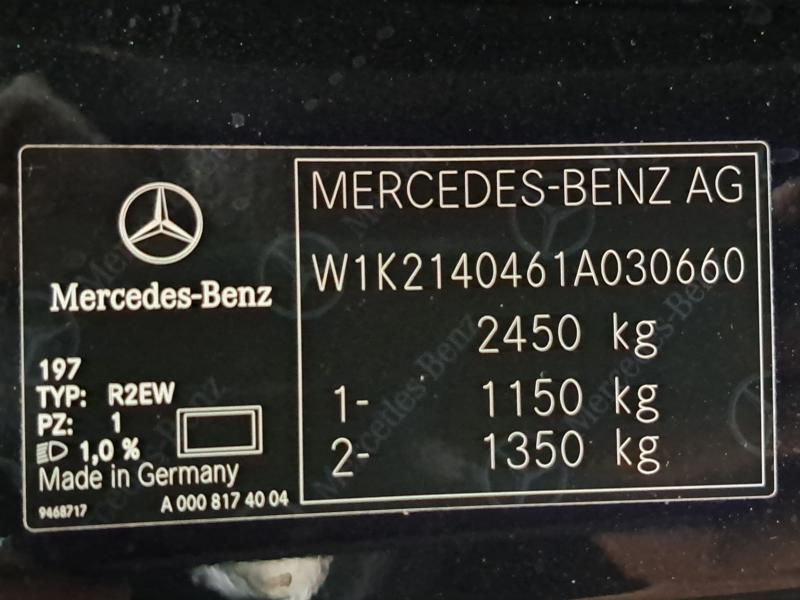 Mercedes-Benz
197
TYP: R2EW
PZ: 1
1,0 %
Made in Germany
9468717 A 000 817 40 04
MERCEDES-BENZ AG
W1K2140461A030660
2450 kg
1- 1150 kg
2- 1350 kg